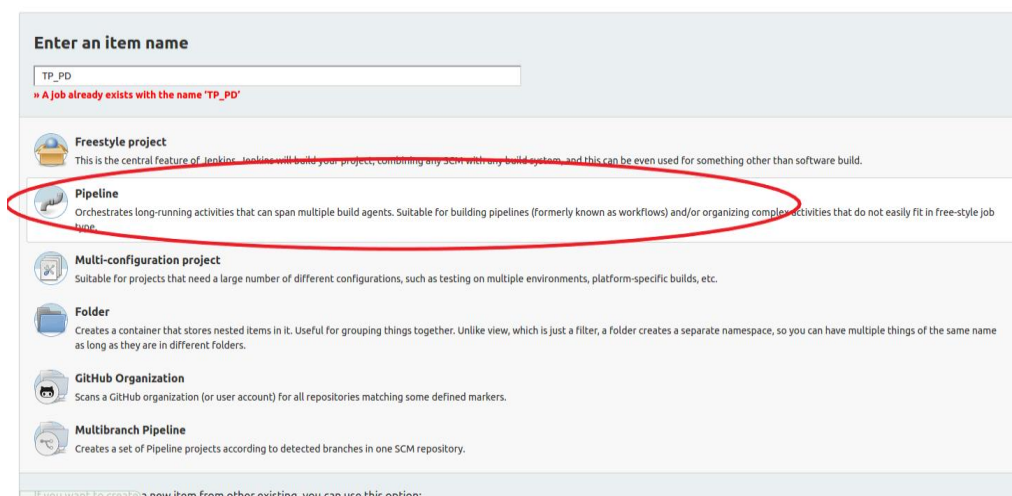 Enter an item name
TP_PD
» A job already exists with the name 'TP_PD'
Freestyle project
This is the central feature of Jenkins. Jenkins will build your project, combining any SCM with any build system, and this can be even used for something other than software build.
Pipeline
Orchestrates long-running activities that can span multiple build agents. Suitable for building pipelines (formerly known as workflows) and/or organizing complex activities that do not easily fit in free-style job
type.
Multi-configuration project
Suitable for projects that need a large number of different configurations, such as testing on multiple environments, platform-specific builds, etc.
Folder
Creates a container that stores nested items in it. Useful for grouping things together. Unlike view, which is just a filter, a folder creates a separate namespace, so you can have multiple things of the same name
as long as they are in different folders.
GitHub Organization
Scans a GitHub organization (or user account) for all repositories matching some defined markers.
Multibranch Pipeline
Creates a set of Pipeline projects according to detected branches in one SCM repository.
If you want to create a new item from other existing, you can use this option: